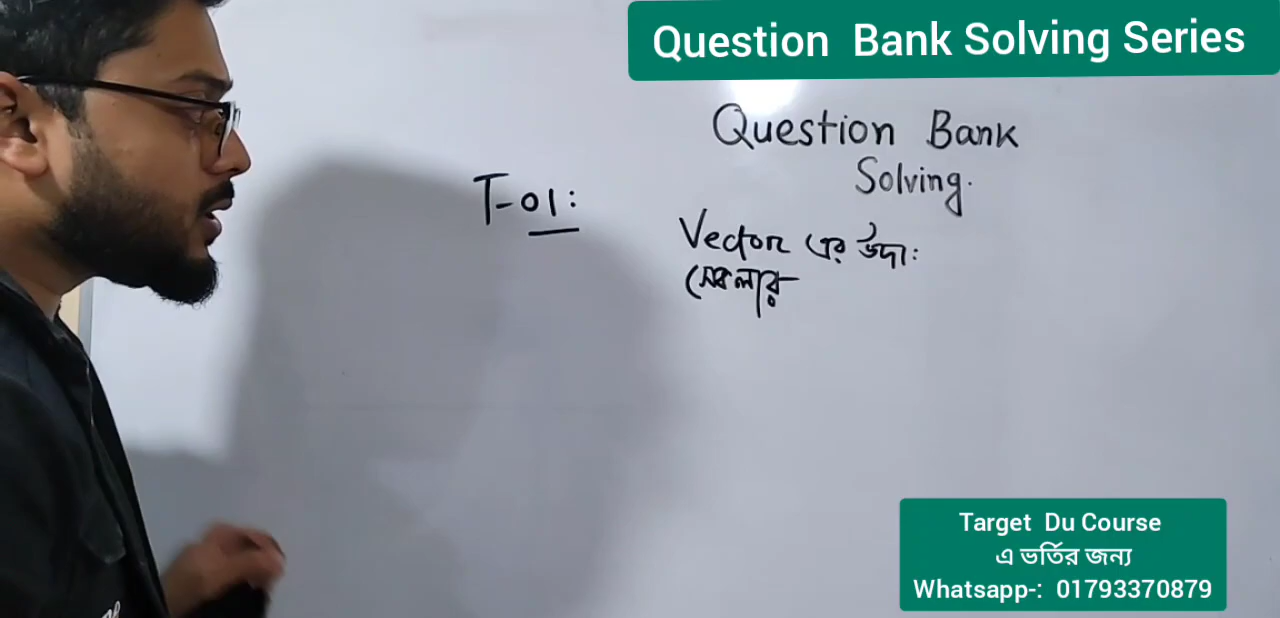 Question Bank Solving Series
Question Bank
Solving.
T-01:
Vector এর উদা:
স্কেলার
Target Du Course
এ ভর্তির জন্য
Whatsapp-: 01793370879